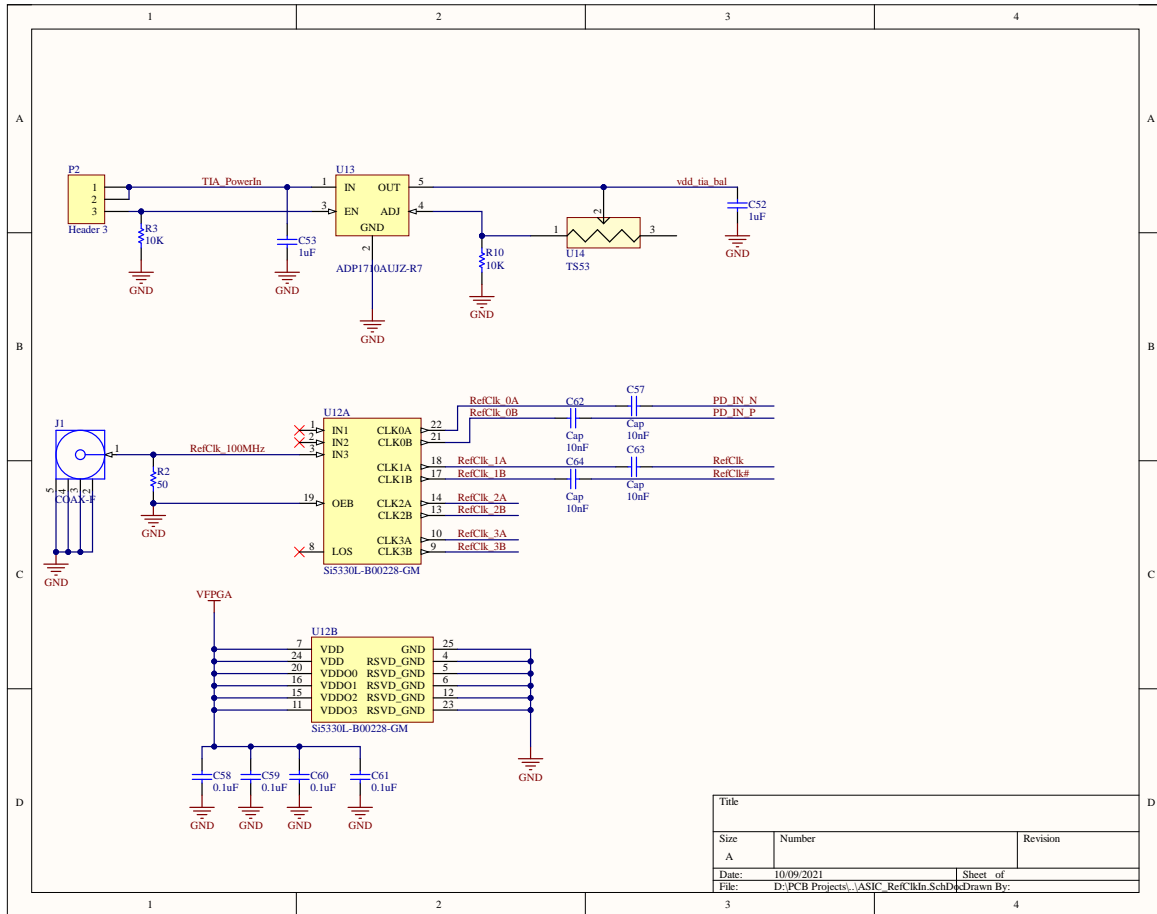 1 2 3 4
A A
P2
1
2
3
Header 3
TIA_PowerIn
R3
10K
GND
C53
1uF
GND
U13
1 IN OUT 5
3 EN ADJ 4
GND
2
ADP1710AUJZ-R7
GND
R10
10K
GND
1 2 3
U14
TS53
vdd_tia_bal
C52
1uF
GND
B B
J1
1
RefClk_100MHz
R2
50
GND
5 4 3 2
COAX-F
GND
U12A
1 IN1 CLK0A 22
2 IN2 CLK0B 21
3 IN3
CLK1A 18
CLK1B 17
19 OEB CLK2A 14
CLK2B 13
CLK3A 10
8 LOS CLK3B 9
Si5330L-B00228-GM
RefClk_0A
RefClk_0B
RefClk_1A
RefClk_1B
RefClk_2A
RefClk_2B
RefClk_3A
RefClk_3B
C62
Cap
10nF
C57
Cap
10nF
PD_IN_N
PD_IN_P
C64
Cap
10nF
C63
Cap
10nF
RefClk
RefClk#
C C
VFPGA
U12B
7 VDD GND 25
24 VDD RSVD_GND 4
20 VDDO0 RSVD_GND 5
16 VDDO1 RSVD_GND 6
15 VDDO2 RSVD_GND 12
11 VDDO3 RSVD_GND 23
Si5330L-B00228-GM
GND
C58
0.1uF
GND
C59
0.1uF
GND
C60
0.1uF
GND
C61
0.1uF
GND
D D
Title
Size Number Revision
A
Date: 10/09/2021 Sheet of
File: D:\PCB Projects\..\ASIC_RefClkIn.SchDoc Drawn By:
1 2 3 4